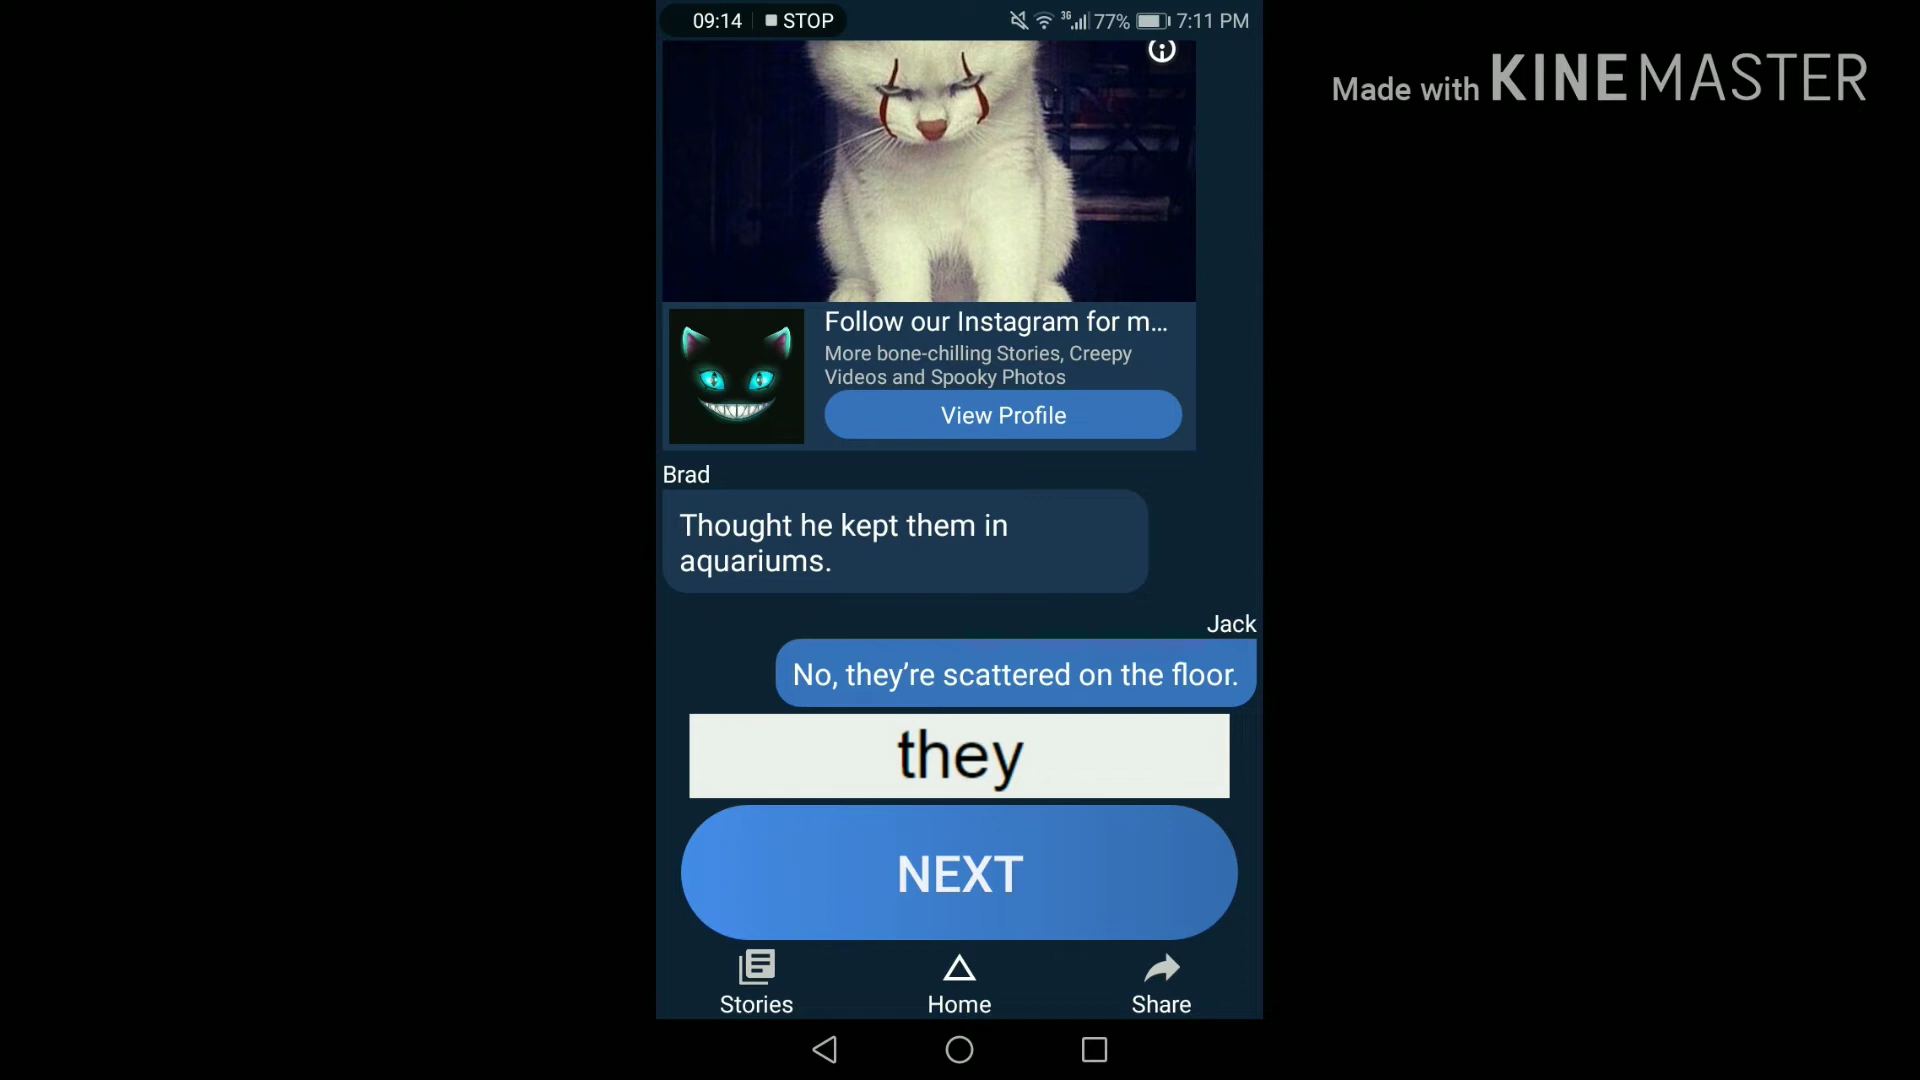 09:14 STOP 3G 77% 7:11 PM
Made with KINEMASTER
Follow our Instagram for m...
More bone-chilling Stories, Creepy
Videos and Spooky Photos
View Profile
Brad
Thought he kept them in
aquariums.
Jack
No, they’re scattered on the floor.
they
NEXT
Stories Home Share